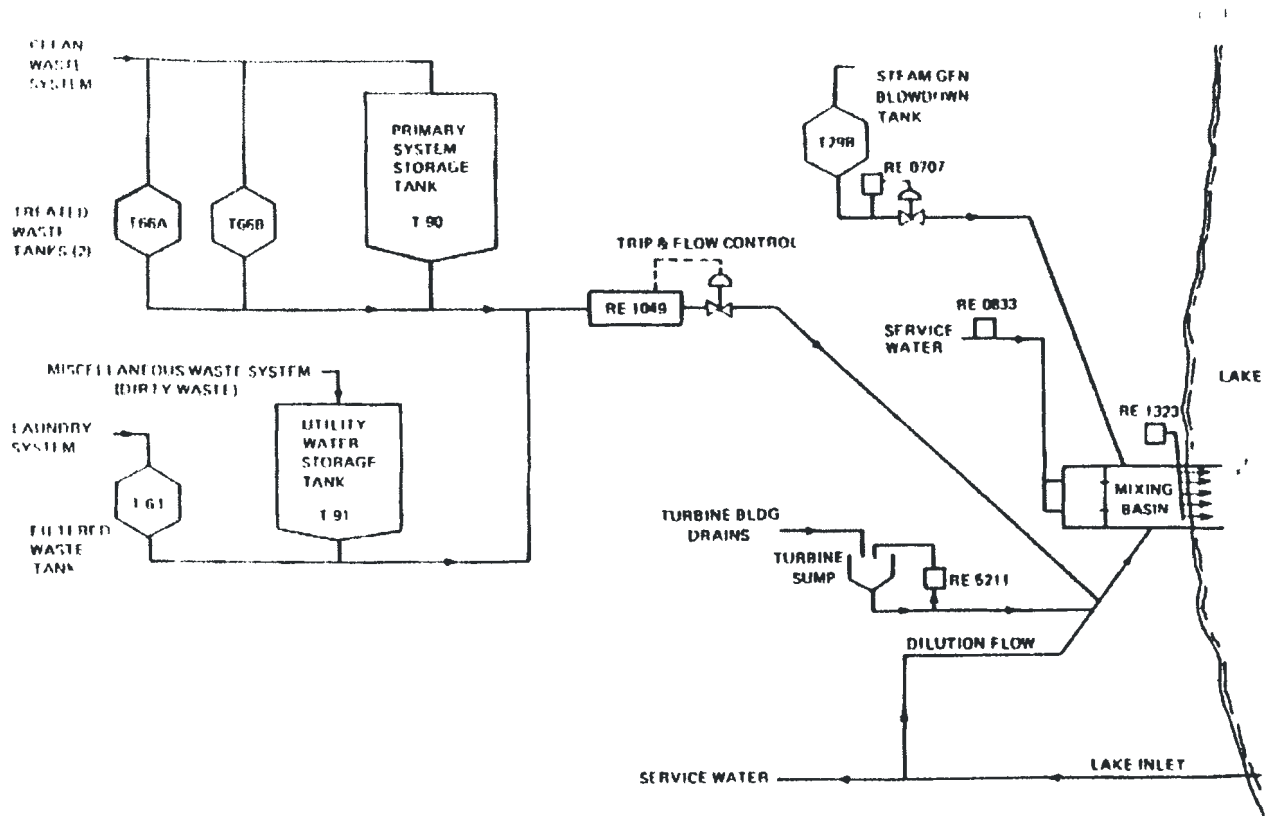 CLEAN
WASTE
SYSTEM
TREATED
WASTE
TANKS (2)
T66A
T66B
PRIMARY
SYSTEM
STORAGE
TANK
T 90
TRIP & FLOW CONTROL
RE 1049
STEAM GEN
BLOWDOWN
TANK
T29B
RE 0707
RE 0833
SERVICE
WATER
LAKE
RE 1323
MIXING
BASIN
MISCELLANEOUS WASTE SYSTEM
(DIRTY WASTE)
LAUNDRY
SYSTEM
UTILITY
WATER
STORAGE
TANK
T 91
T 61
FILTERED
WASTE
TANK
TURBINE BLDG
DRAINS
TURBINE
SUMP
RE 5211
DILUTION FLOW
SERVICE WATER
LAKE INLET